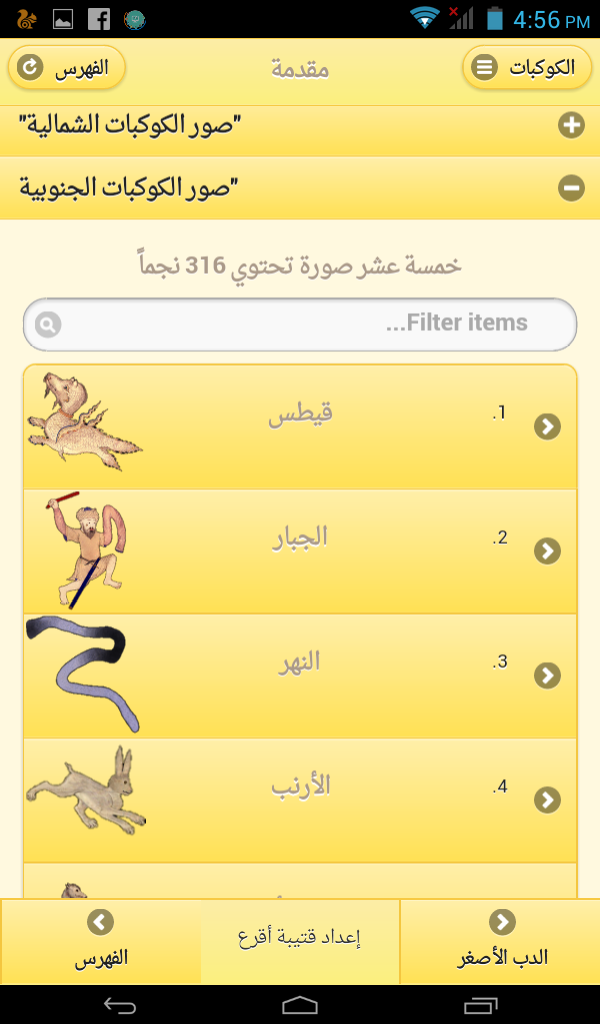 4:56 PM
الكوكبات
مقدمة
الفهرس
"صور الكوكبات الشمالية"
"صور الكوكبات الجنوبية
خمسة عشر صورة تحتوي 316 نجماً
Filter items...
1. قيطس
2. الجبار
3. النهر
4. الأرنب
الدب الأصغر
إعداد قتيبة أقرع
الفهرس